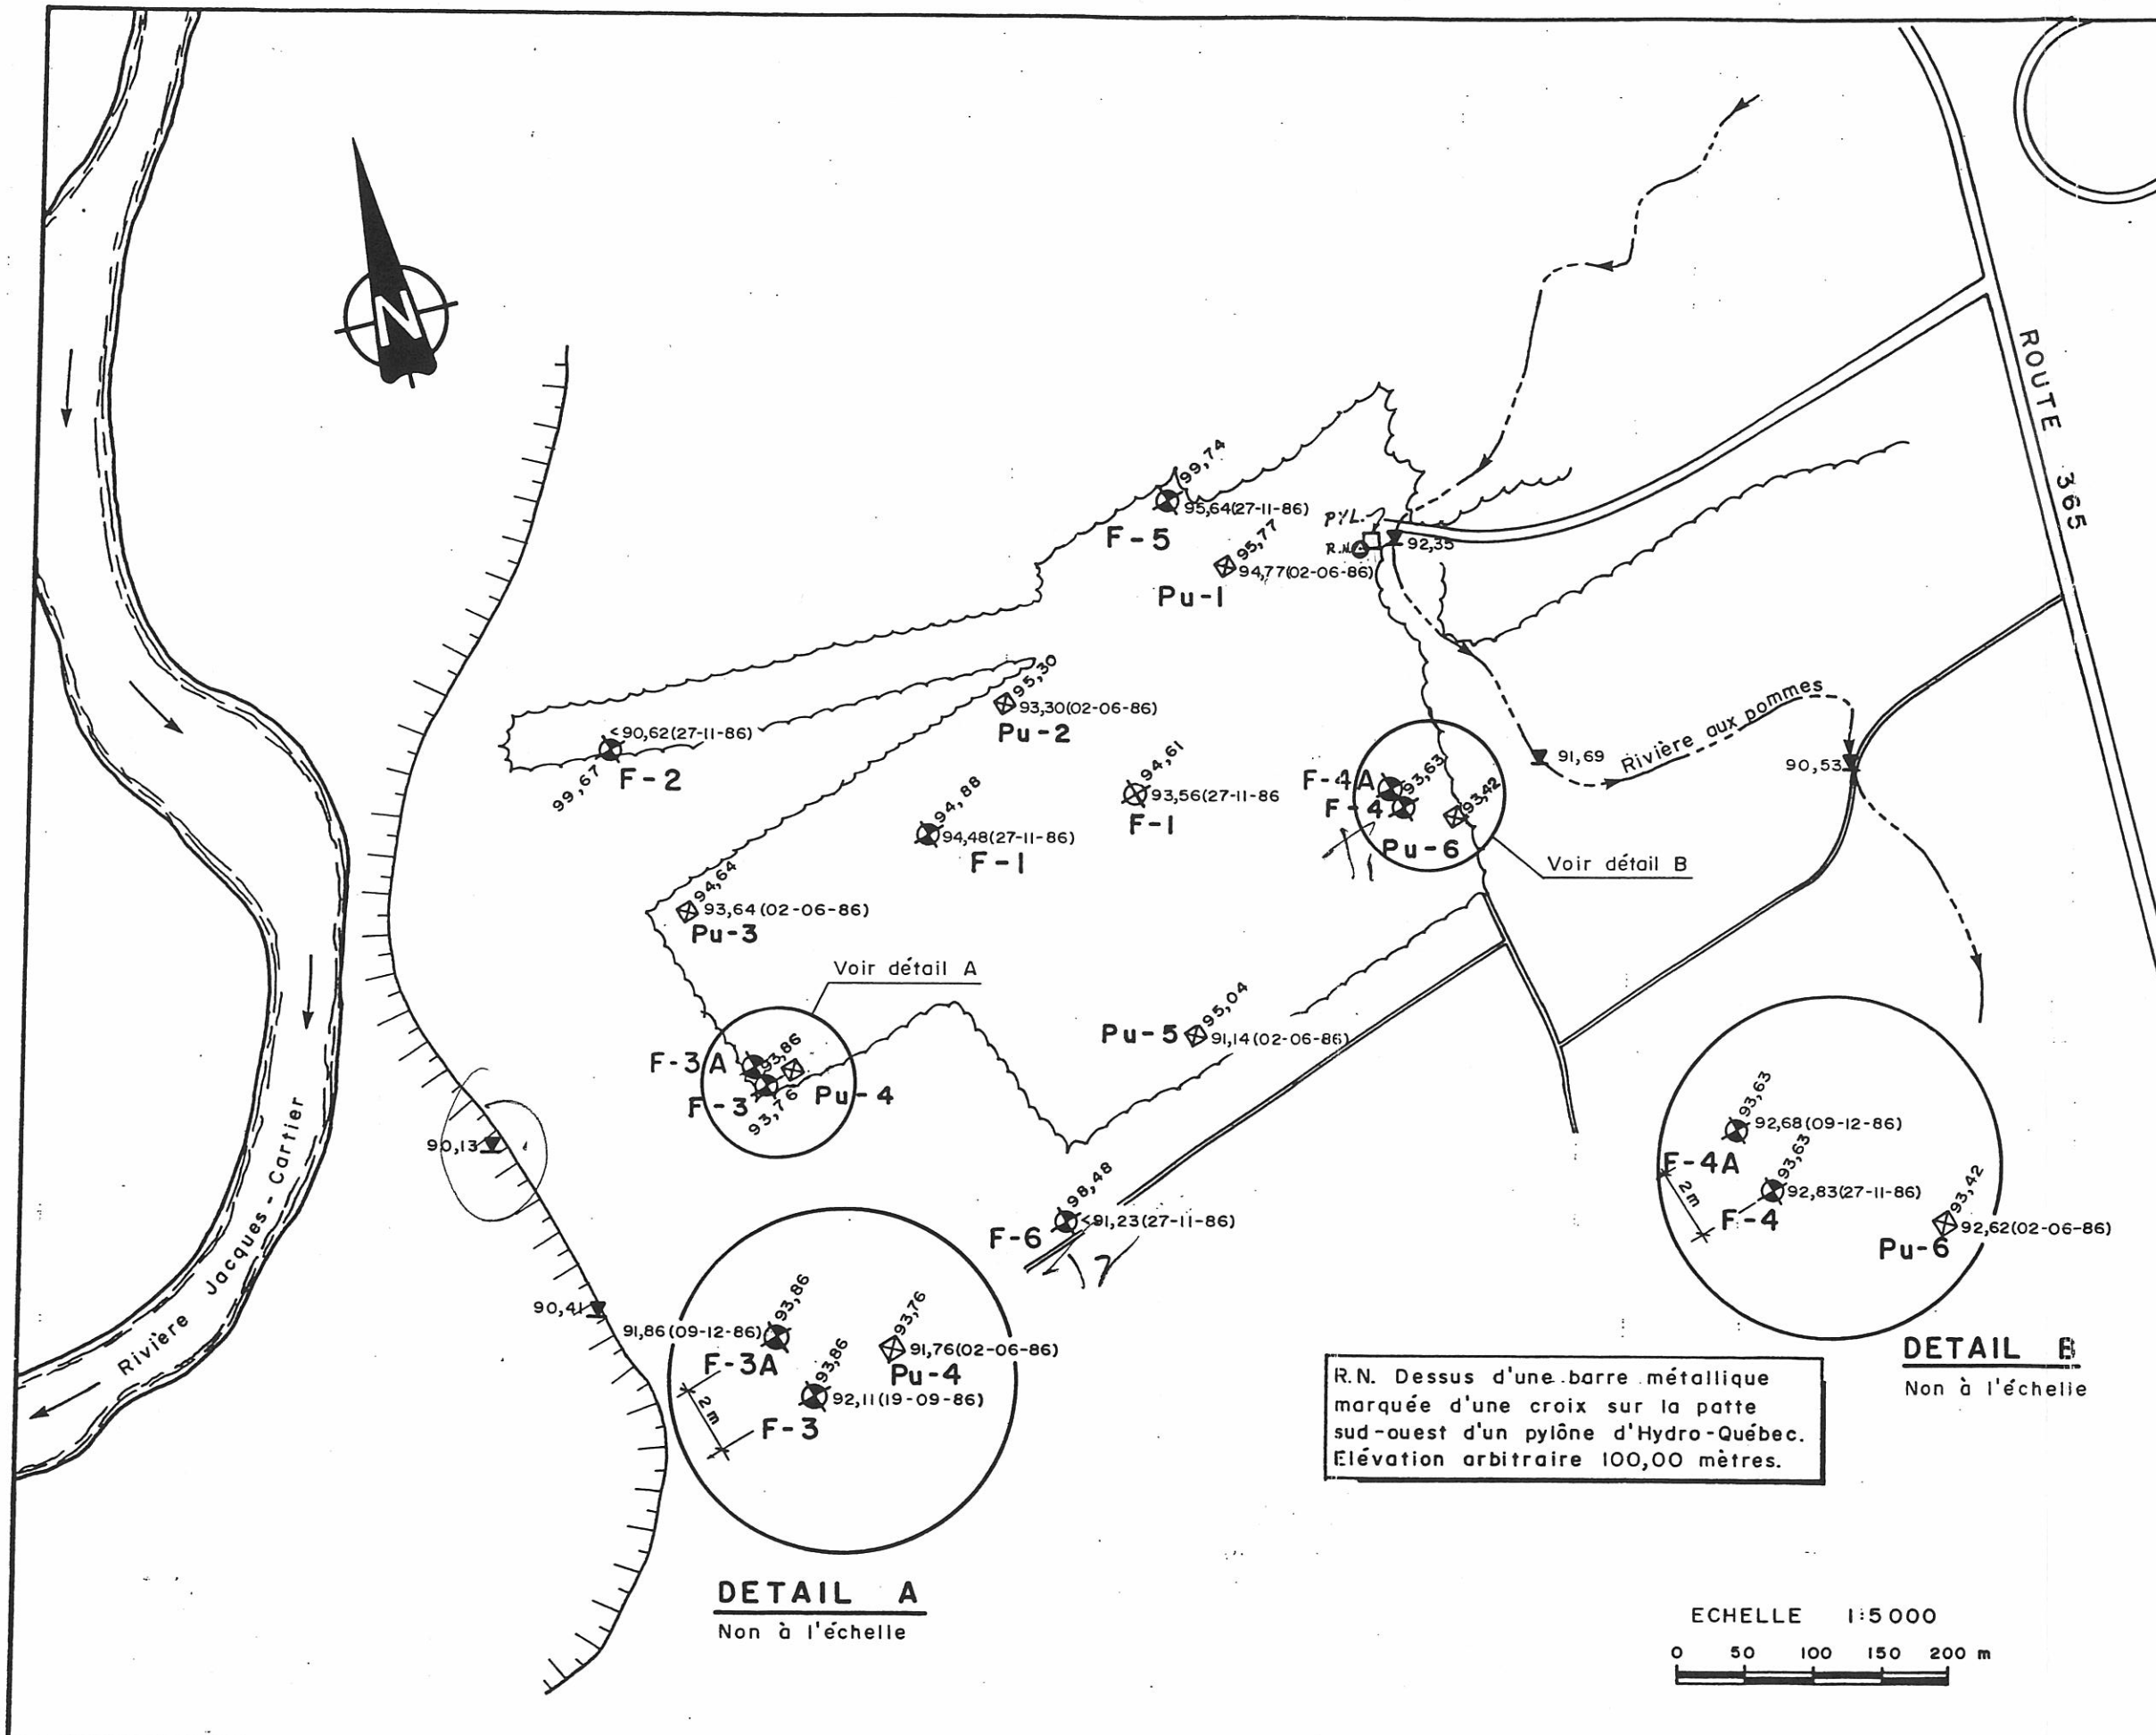 N
ROUTE 365
99,74
95,64(27-11-86)
F-5
95,77
94,77(02-06-86)
Pu-1
PYL.
R.N.
92,35
95,30
93,30(02-06-86)
Pu-2
<90,62(27-11-86)
F-2
99,67
94,61
93,56(27-11-86
F-1
94,88
94,48(27-11-86)
F-1
F-4A
93,63
F-4
93,42
Pu-6
Voir détail B
91,69
Rivière aux pommes
90,53
94,64
93,64(02-06-86)
Pu-3
Voir détail A
F-3A
93,86
F-3
93,76
Pu-4
Pu-5
95,04
91,14(02-06-86)
90,13
90,41
Rivière Jacques-Cartier
98,48
F-6
<91,23(27-11-86)
93,63
92,68(09-12-86)
F-4A
93,63
2 m
92,83(27-11-86)
F-4
93,42
92,62(02-06-86)
Pu-6
DETAIL B
Non à l'échelle
93,86
91,86(09-12-86)
F-3A
93,76
91,76(02-06-86)
Pu-4
93,86
92,11(19-09-86)
2 m
F-3
DETAIL A
Non à l'échelle
R.N. Dessus d'une barre métallique
marquée d'une croix sur la patte
sud-ouest d'un pylône d'Hydro-Québec.
Elévation arbitraire 100,00 mètres.
ECHELLE 1:5 000
0 50 100 150 200 m